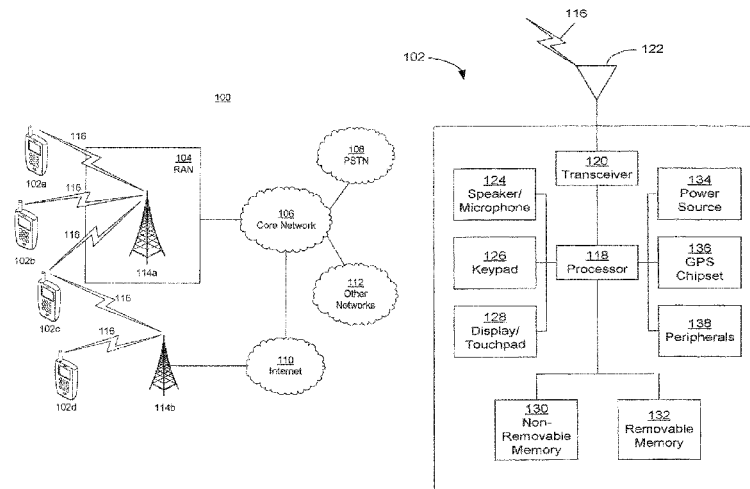 100
116
102a
116
102b
116
102c
116
116
102d
104
RAN
114a
114b
106
Core Network
108
PSTN
112
Other
Networks
110
Internet
102
116
122
120
Transceiver
124
Speaker/
Microphone
126
Keypad
128
Display/
Touchpad
118
Processor
134
Power
Source
136
GPS
Chipset
138
Peripherals
130
Non-
Removable
Memory
132
Removable
Memory